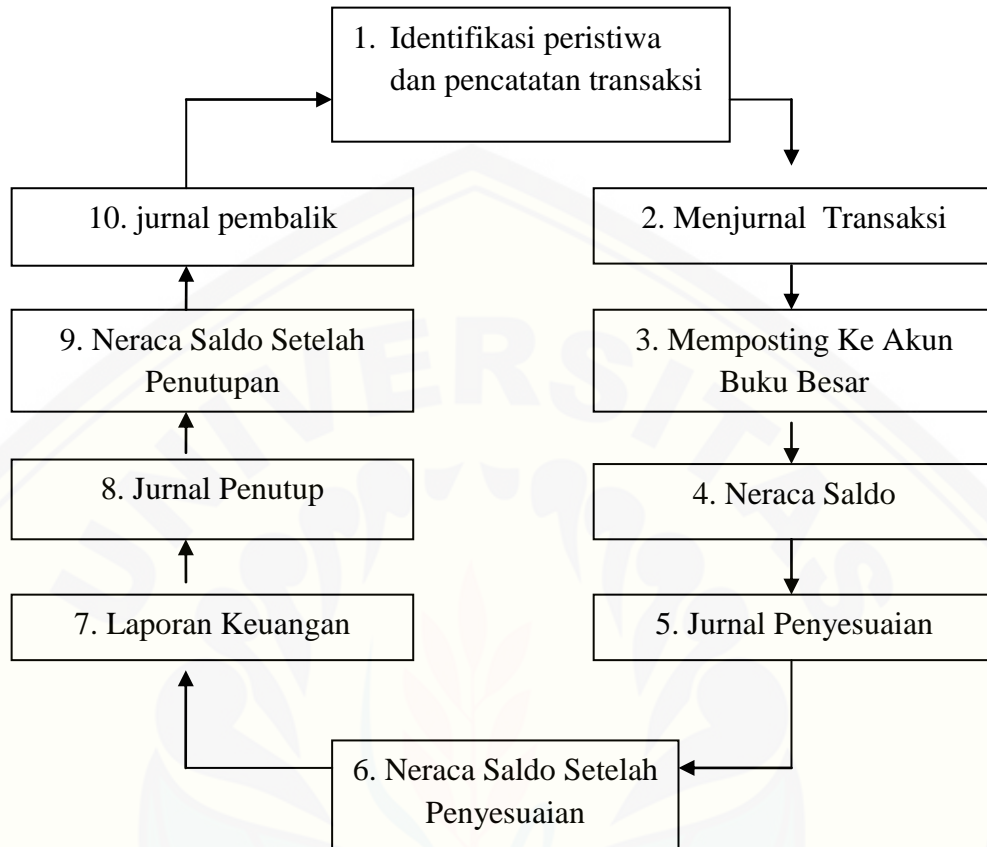 1. Identifikasi peristiwa
dan pencatatan transaksi
2. Menjurnal Transaksi
3. Memposting Ke Akun
Buku Besar
4. Neraca Saldo
5. Jurnal Penyesuaian
6. Neraca Saldo Setelah
Penyesuaian
7. Laporan Keuangan
8. Jurnal Penutup
9. Neraca Saldo Setelah
Penutupan
10. jurnal pembalik
UNIVERSITAS